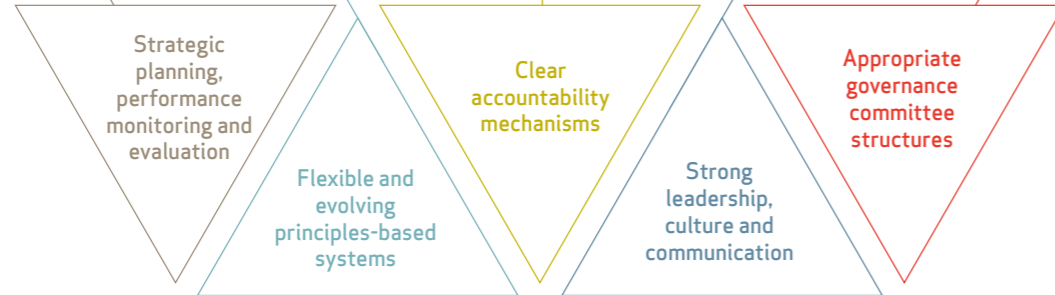 Strategic
planning,
performance
monitoring and
evaluation
Flexible and
evolving
principles-based
systems
Clear
accountability
mechanisms
Strong
leadership,
culture and
communication
Appropriate
governance
committee
structures